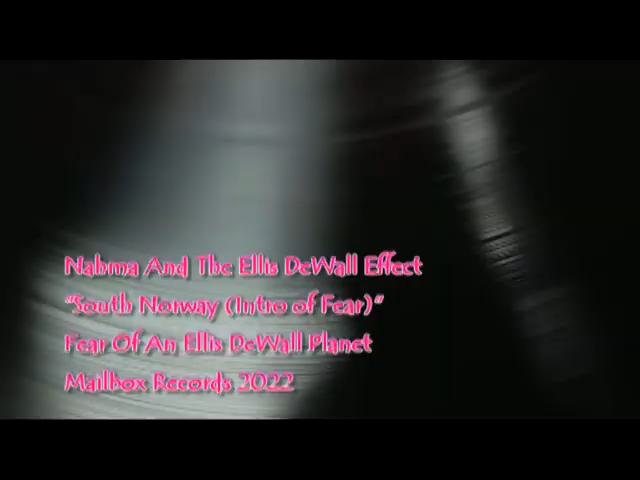 Nahma And The Ellis DeWall Effect
"South Norway (Intro of Fear)"
Fear Of An Ellis DeWall Planet
Mailbox Records 2022